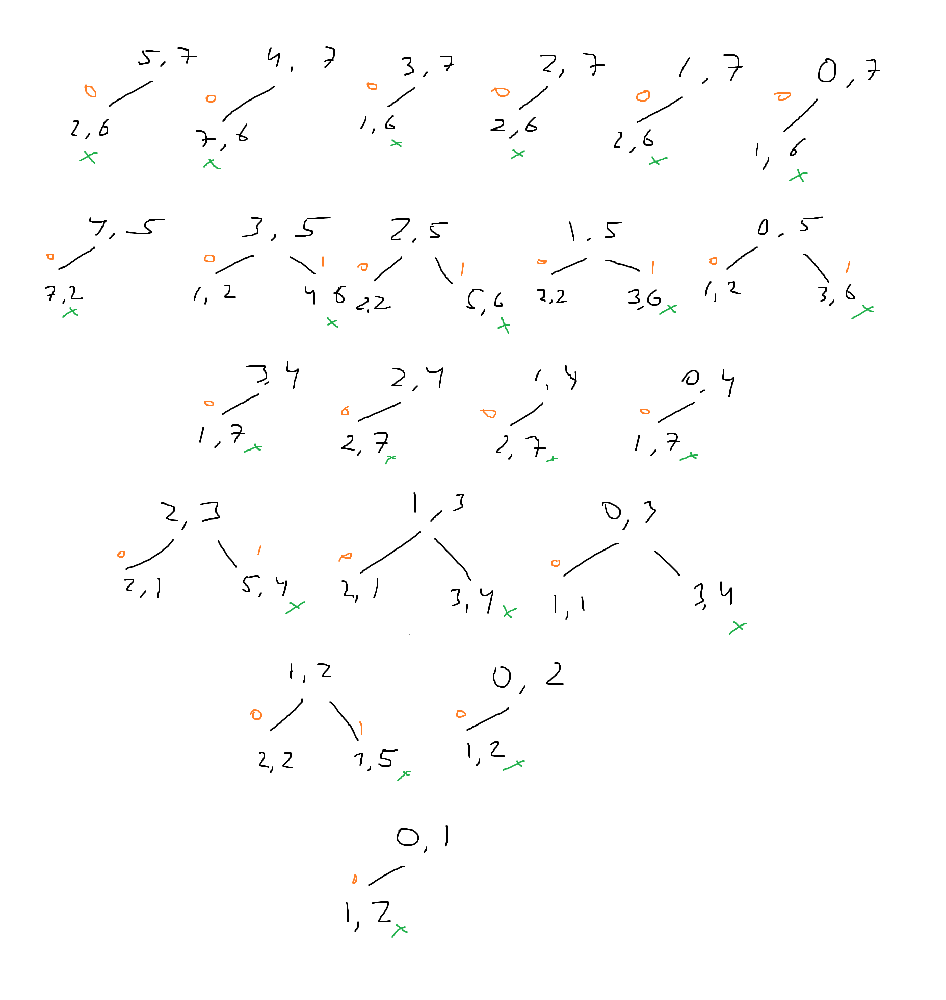 5,7 4,7 3,7 2,7 1,7 0,7
0 0 0 0 0 0
2,6 7,6 1,6 2,6 2,6 1,6
x x x x x x
4,5 3,5 2,5 1,5 0,5
0 0 1 0 1 0 1 0 1
7,2 1,2 4 6 2,2 5,6 2,2 3,6 1,2 3,6
x x x x x
3,4 2,4 1,4 0,4
0 0 0 0
1,7 2,7 2,7 1,7
x x x x
2,3 1,3 0,3
0 1 0 0
2,1 5,4 2,1 3,4 1,1 3,4
x x x
1,2 0,2
0 1 0
2,2 ,5 1,2
x x
0,1
0
1,2
x